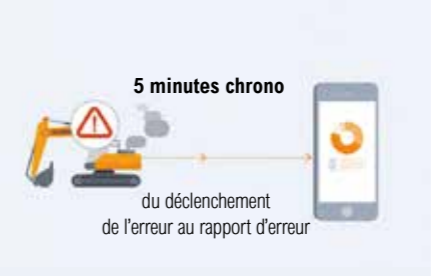 5 minutes chrono
du déclenchement
de l'erreur au rapport d'erreur